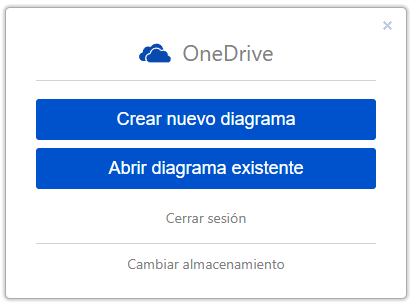 OneDrive
Crear nuevo diagrama
Abrir diagrama existente
Cerrar sesión
Cambiar almacenamiento